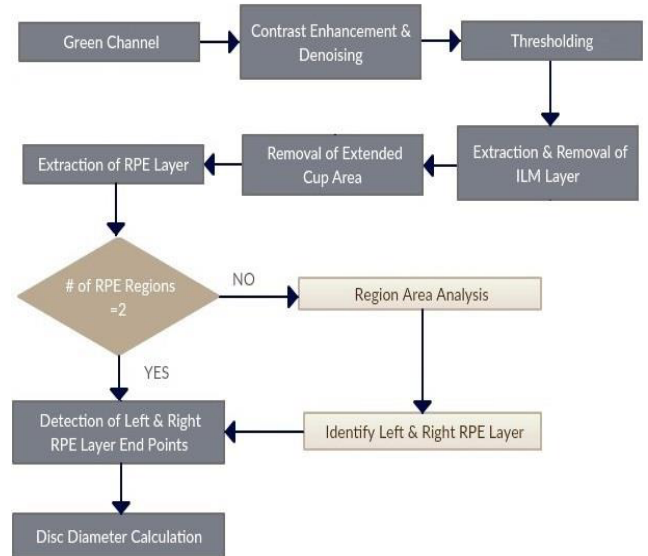 Green Channel
Contrast Enhancement &
Denoising
Thresholding
Extraction & Removal of
ILM Layer
Removal of Extended
Cup Area
Extraction of RPE Layer
# of RPE Regions
=2
NO
Region Area Analysis
YES
Identify Left & Right RPE Layer
Detection of Left & Right
RPE Layer End Points
Disc Diameter Calculation